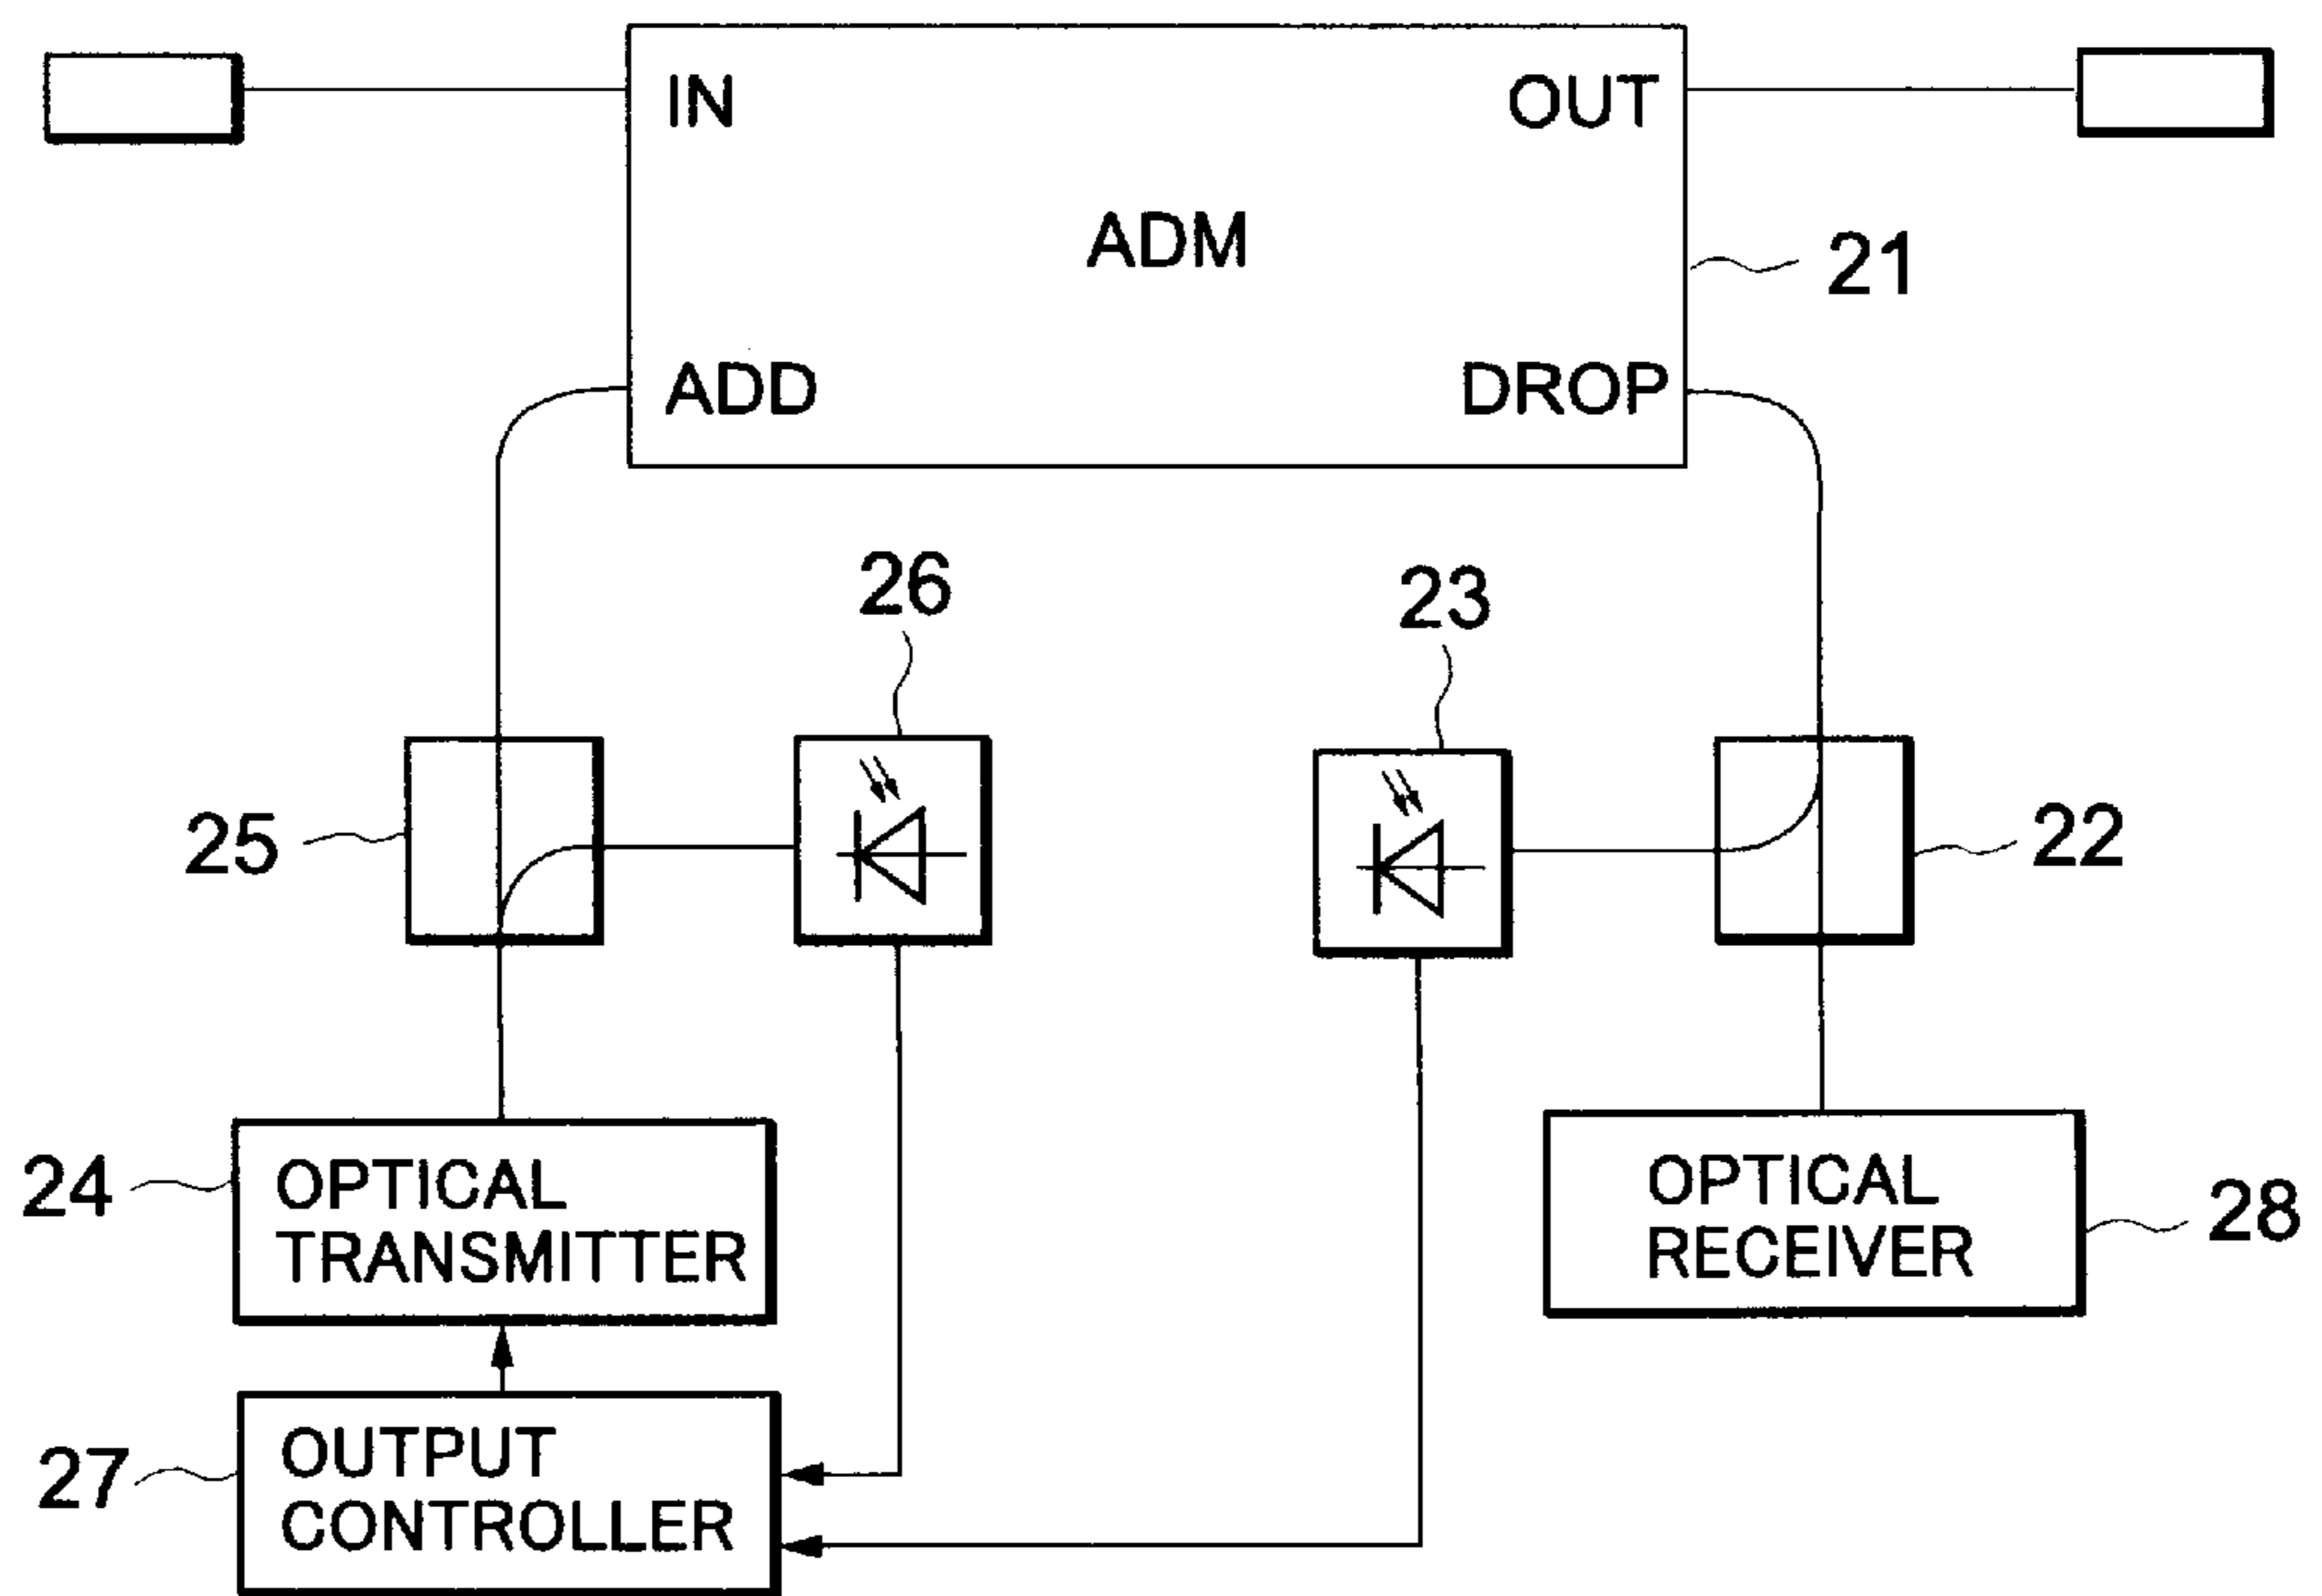 IN
OUT
ADM
21
ADD
DROP
26
23
25
22
24
OPTICAL
TRANSMITTER
OPTICAL
RECEIVER
28
27
OUTPUT
CONTROLLER